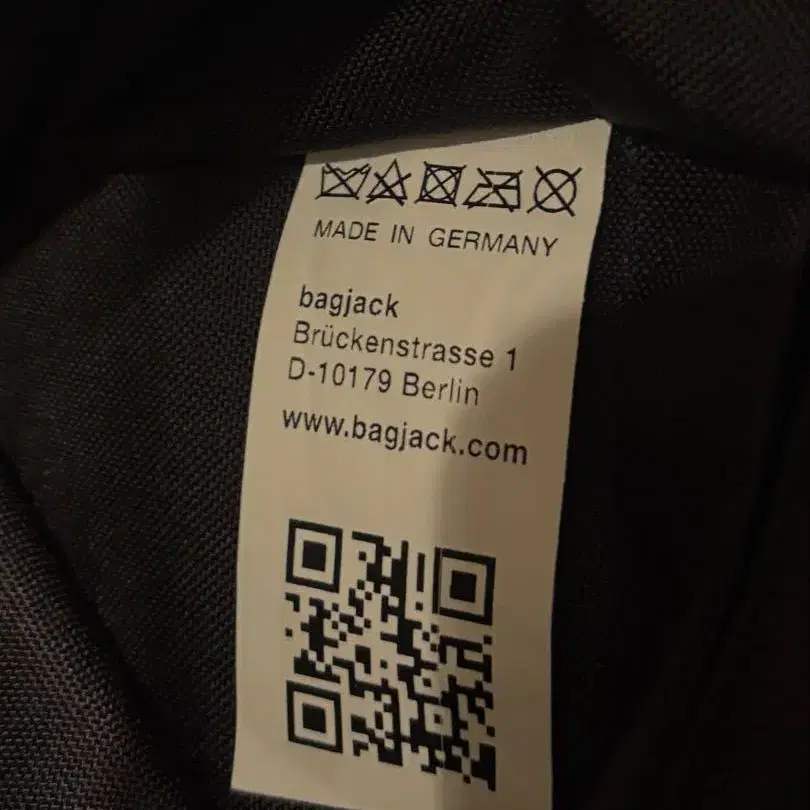 MADE IN GERMANY
bagjack
Brückenstrasse 1
D-10179 Berlin
www.bagjack.com